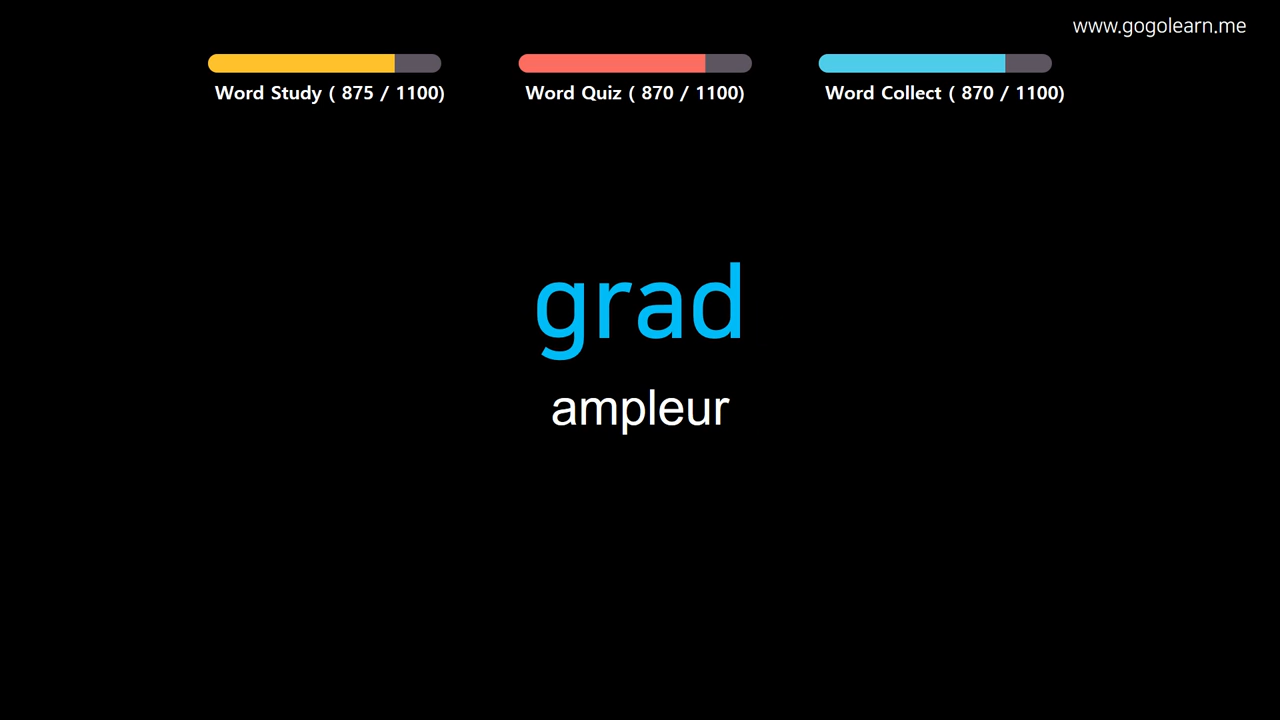 www.gogolearn.me
Word Study ( 875 / 1100)
Word Quiz ( 870 / 1100)
Word Collect ( 870 / 1100)
grad
ampleur